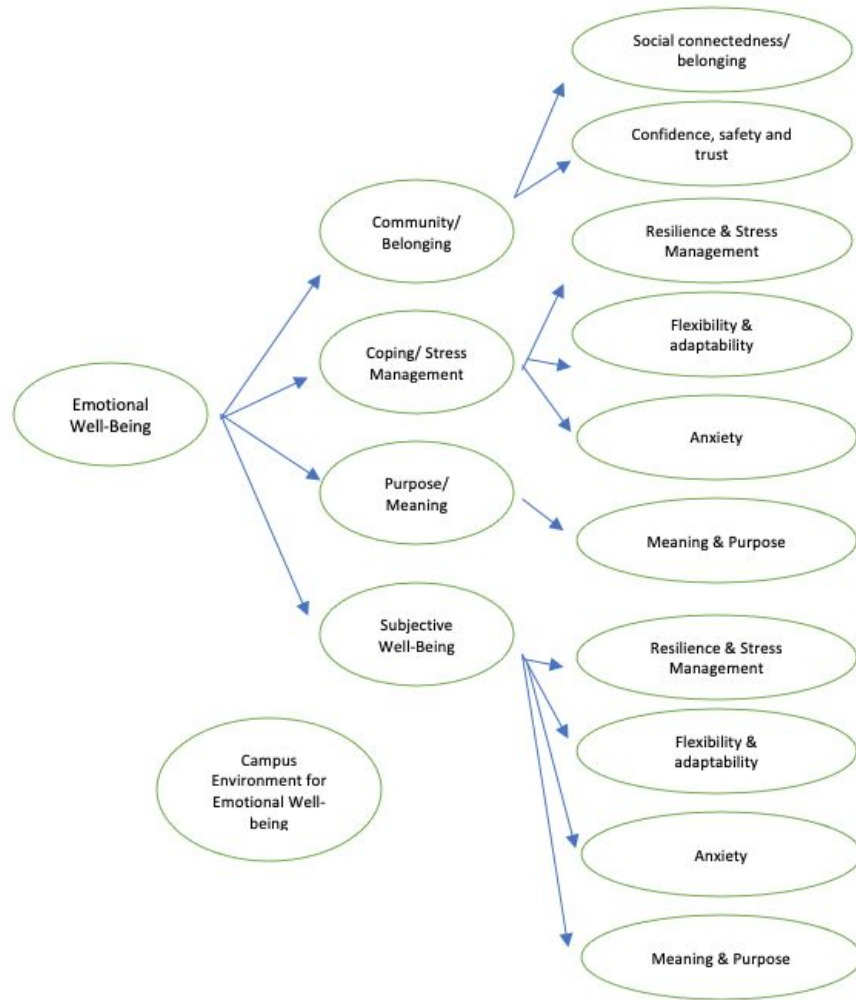 Social connectedness/
belonging
Confidence, safety and
trust
Community/
Belonging
Resilience & Stress
Management
Flexibility &
adaptability
Coping/ Stress
Management
Emotional
Well-Being
Anxiety
Purpose/
Meaning
Meaning & Purpose
Subjective
Well-Being
Resilience & Stress
Management
Flexibility &
adaptability
Campus
Environment for
Emotional Well-
being
Anxiety
Meaning & Purpose